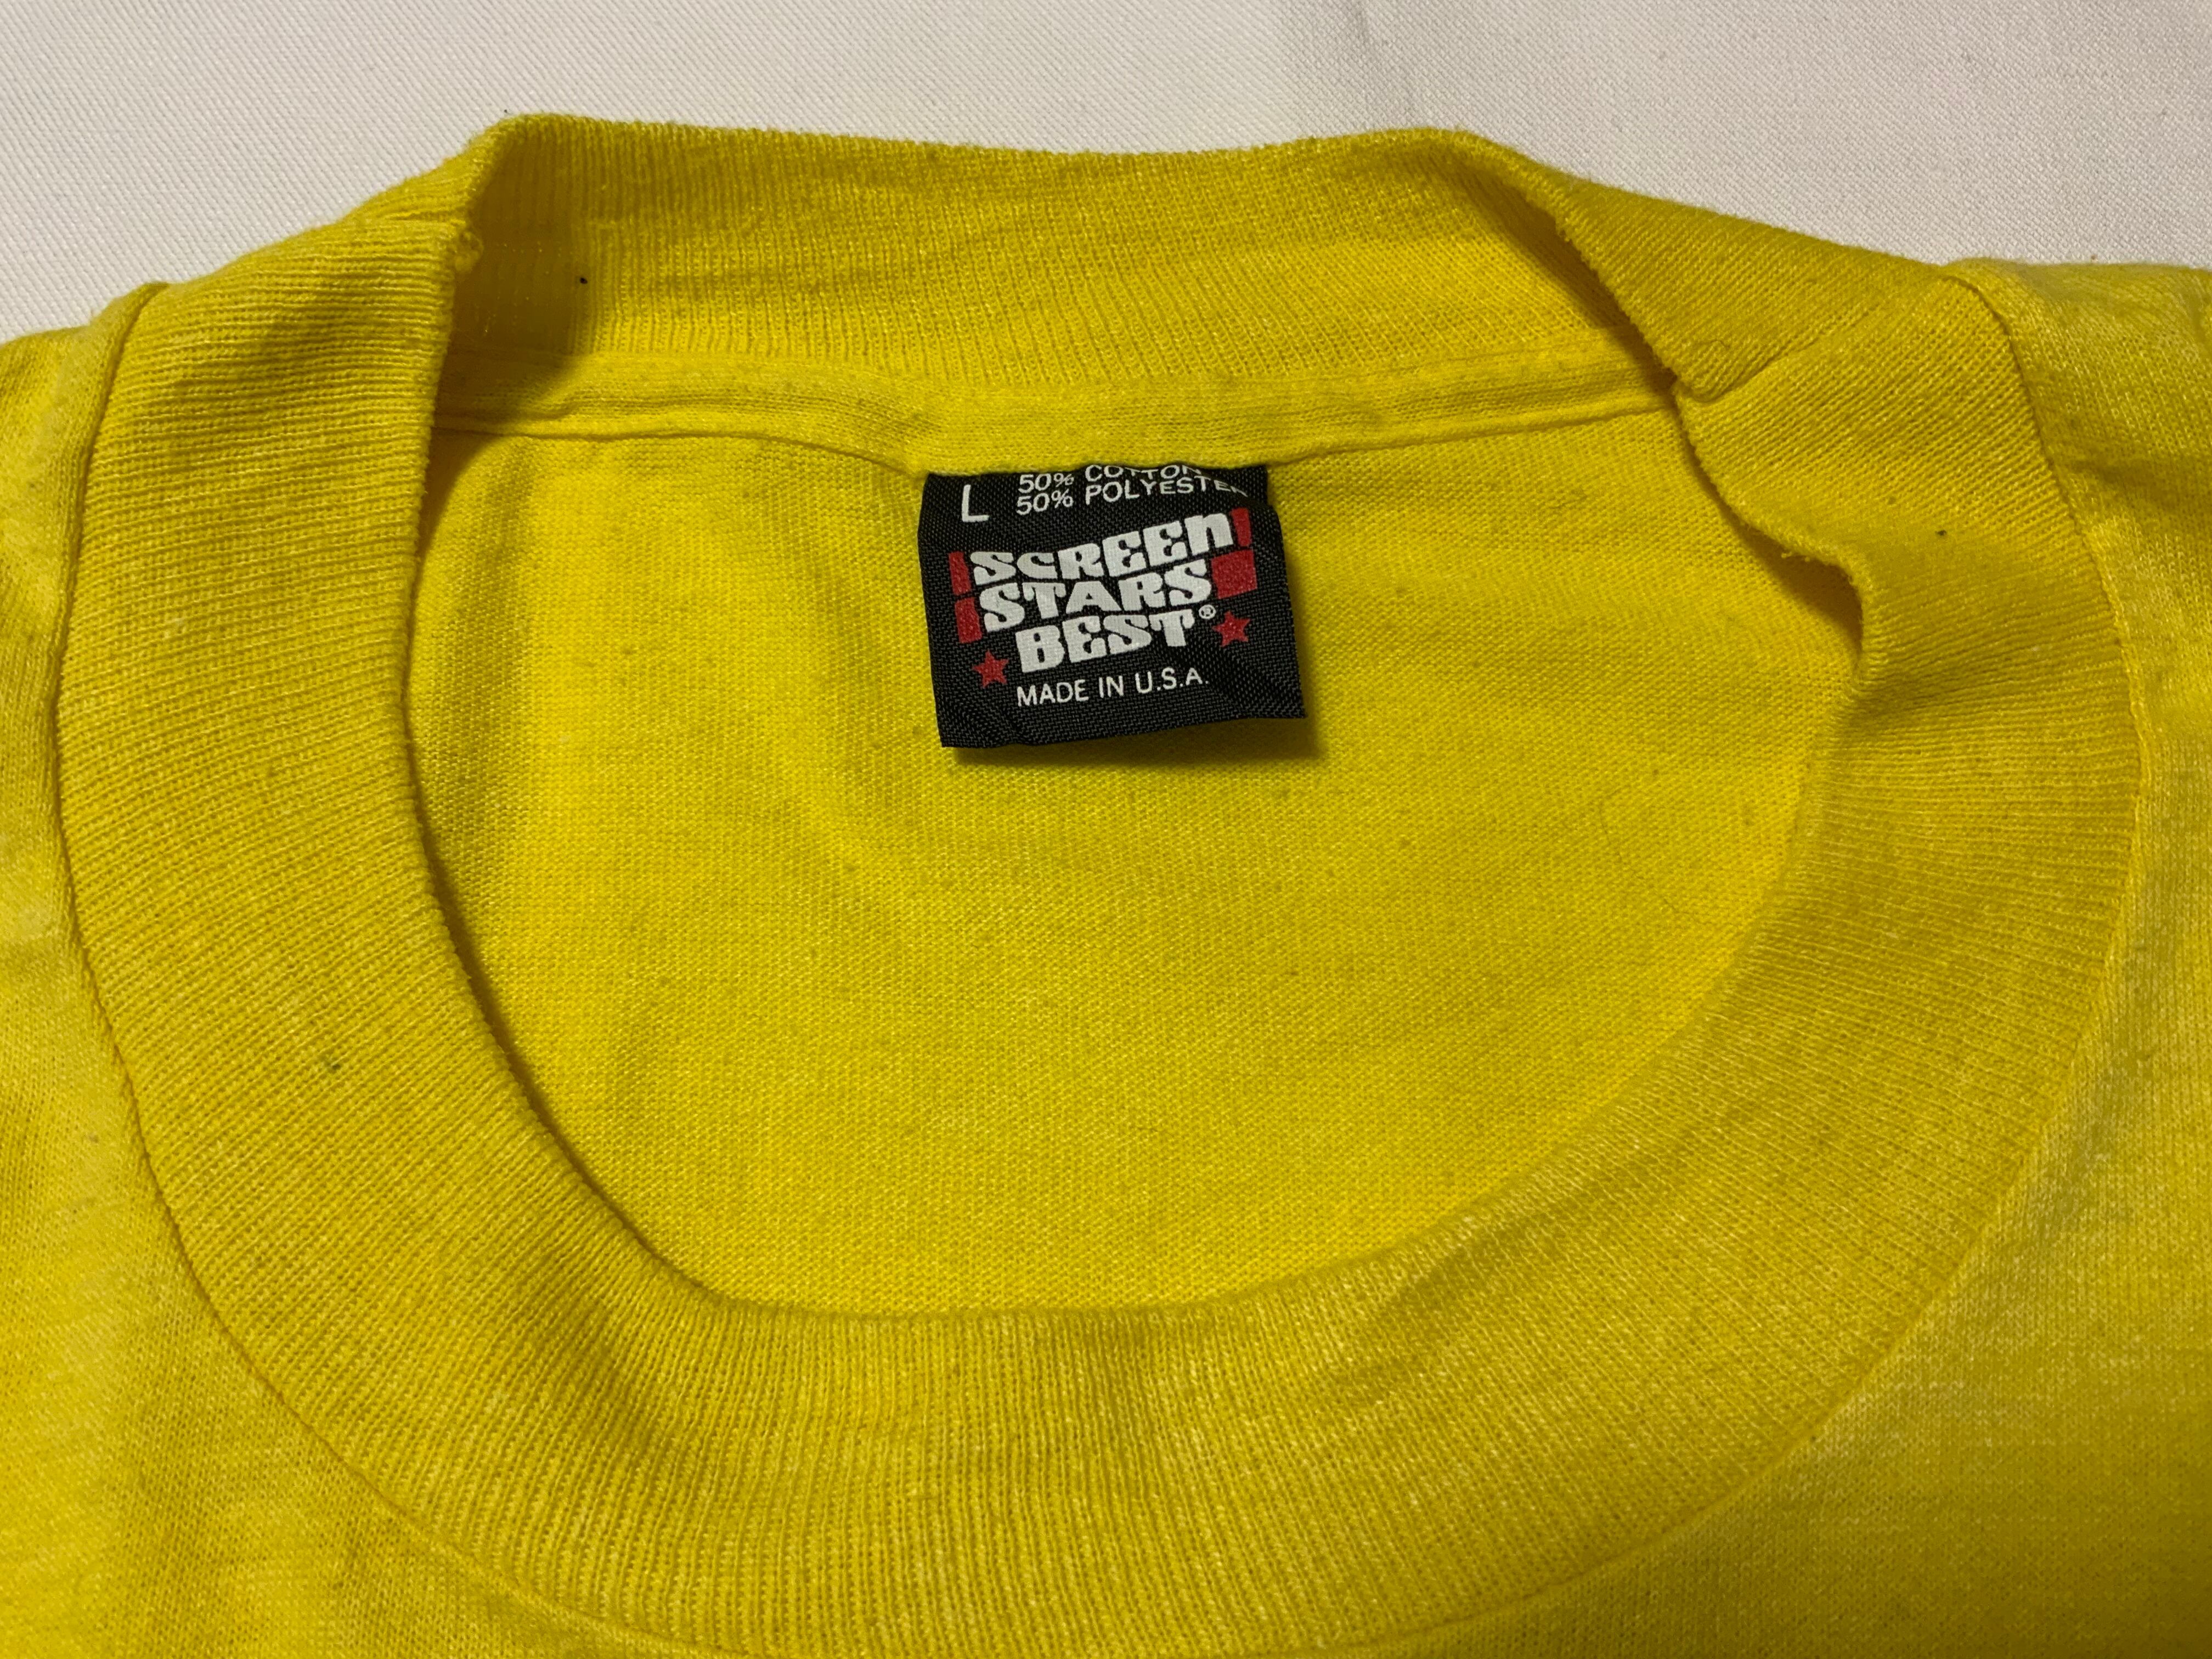 L 50% COTTON
50% POLYESTER
SCREEN
STARS
BEST®
MADE IN U.S.A.